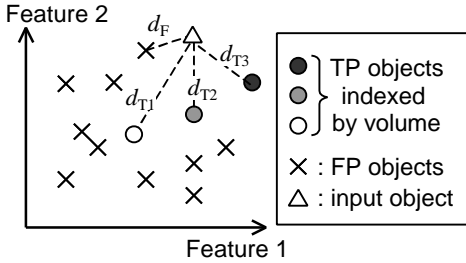 Feature 2
d_F
d_T3
d_T1
d_T2
Feature 1
TP objects
indexed
by volume
: FP objects
: input object